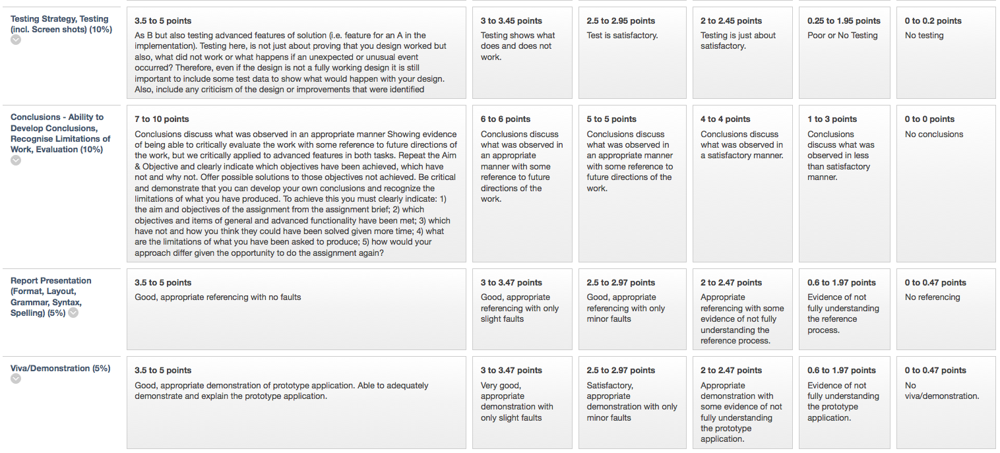 Testing Strategy, Testing
(incl. Screen shots) (10%)
3.5 to 5 points
As B but also testing advanced features of solution (i.e. feature for an A in the
implementation). Testing here, is not just about proving that you design worked but
also, what did not work or what happens if an unexpected or unusual event
occurred? Therefore, even if the design is not a fully working design it is still
important to include some test data to show what would happen with your design.
Also, include any criticism of the design or improvements that were identified
3 to 3.45 points
Testing shows what
does and does not
work.
2.5 to 2.95 points
Test is satisfactory.
2 to 2.45 points
Testing is just about
satisfactory.
0.25 to 1.95 points
Poor or No Testing
0 to 0.2 points
No testing
Conclusions - Ability to
Develop Conclusions,
Recognise Limitations of
Work, Evaluation (10%)
7 to 10 points
Conclusions discuss what was observed in an appropriate manner Showing evidence
of being able to critically evaluate the work with some reference to future directions of
the work, but we critically applied to advanced features in both tasks. Repeat the Aim
& Objective and clearly indicate which objectives have been achieved, which have
not and why not. Offer possible solutions to those objectives not achieved. Be critical
and demonstrate that you can develop your own conclusions and recognize the
limitations of what you have produced. To achieve this you must clearly indicate: 1)
the aim and objectives of the assignment from the assignment brief; 2) which
objectives and items of general and advanced functionality have been met; 3) which
have not and how you think they could have been solved given more time; 4) what
are the limitations of what you have been asked to produce; 5) how would your
approach differ given the opportunity to do the assignment again?
6 to 6 points
Conclusions discuss
what was observed in
an appropriate
manner with some
reference to future
directions of the
work.
5 to 5 points
Conclusions discuss
what was observed in
an appropriate manner
with some reference to
future directions of the
work.
4 to 4 points
Conclusions discuss
what was observed in
a satisfactory manner.
1 to 3 points
Conclusions
discuss what was
observed in less
than satisfactory
manner.
0 to 0 points
No conclusions
Report Presentation
(Format, Layout,
Grammar, Syntax,
Spelling) (5%)
3.5 to 5 points
Good, appropriate referencing with no faults
3 to 3.47 points
Good, appropriate
referencing with only
slight faults
2.5 to 2.97 points
Good, appropriate
referencing with only
minor faults
2 to 2.47 points
Appropriate
referencing with some
evidence of not fully
understanding the
reference process.
0.6 to 1.97 points
Evidence of not
fully understanding
the reference
process.
0 to 0.47 points
No referencing
Viva/Demonstration (5%)
3.5 to 5 points
Good, appropriate demonstration of prototype application. Able to adequately
demonstrate and explain the prototype application.
3 to 3.47 points
Very good,
appropriate
demonstration with
only slight faults
2.5 to 2.97 points
Satisfactory,
appropriate
demonstration with only
minor faults
2 to 2.47 points
Appropriate
demonstration with
some evidence of not
fully understanding
the prototype
application.
0.6 to 1.97 points
Evidence of not
fully understanding
the prototype
application.
0 to 0.47 points
No
viva/demonstration.